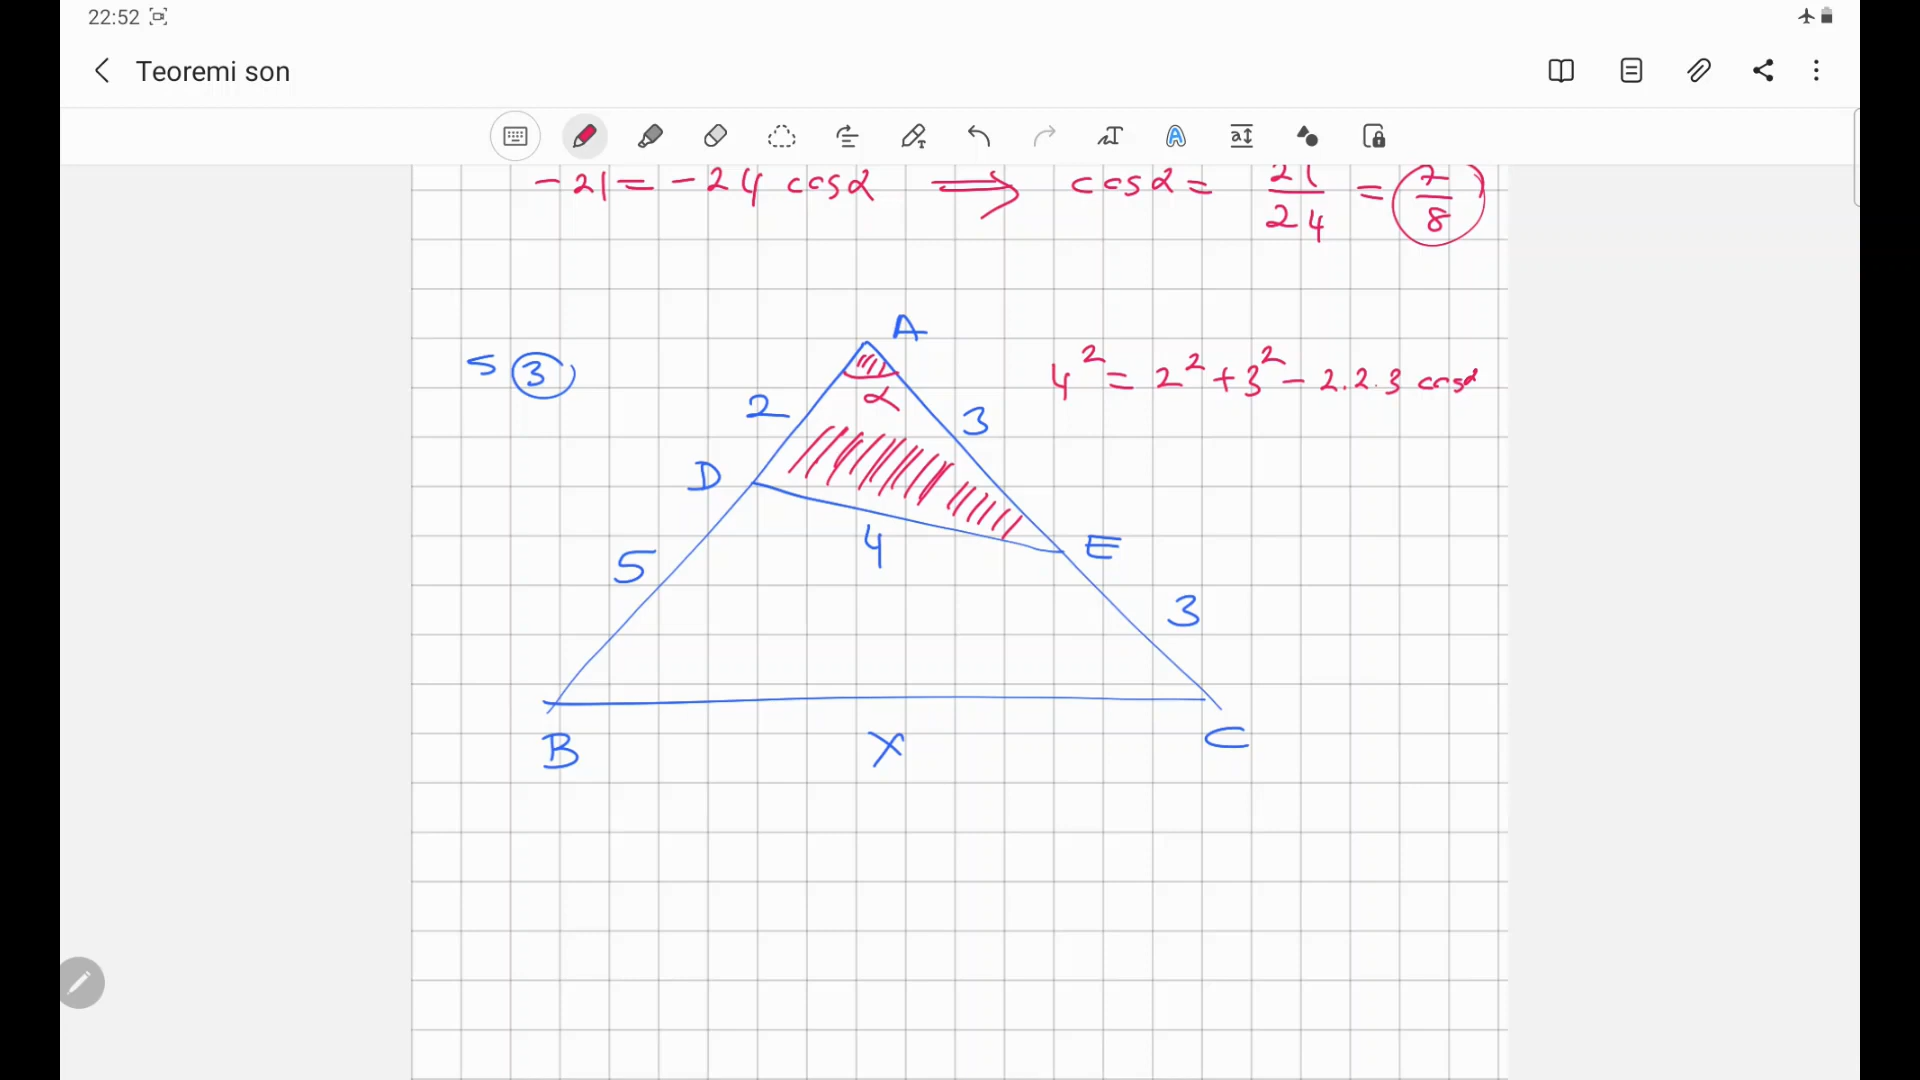 22:52
Teoremi son
-21 = -24 cosα ⟹ cosα = 21/24 = 7/8
A
S 3
4² = 2² + 3² - 2.2.3 cosα
α
2
3
D
4
E
5
3
B
X
C